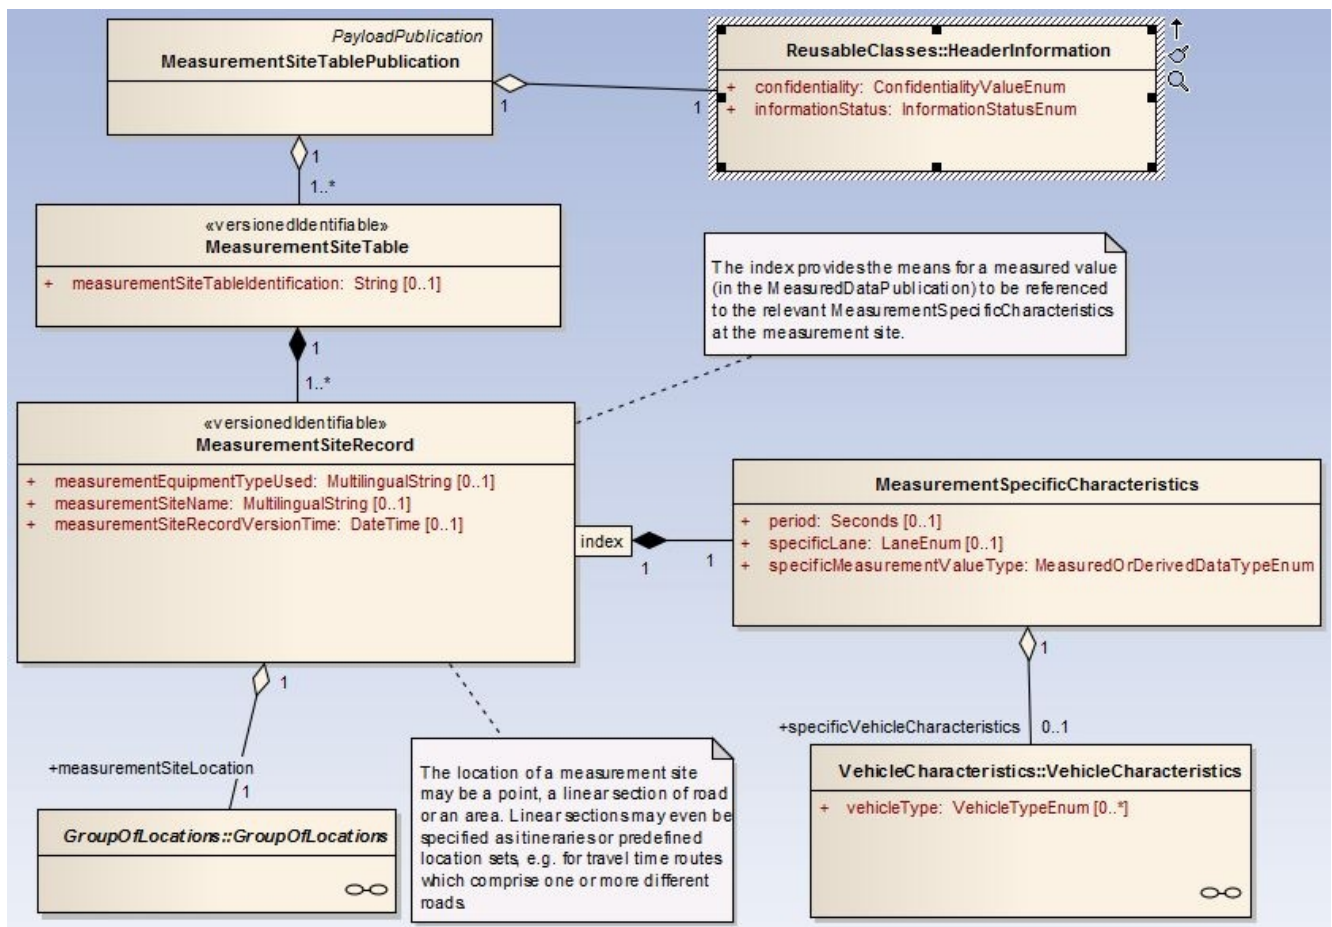 PayloadPublication
MeasurementSiteTablePublication
1
1
ReusableClasses::HeaderInformation
+ confidentiality: ConfidentialityValueEnum
+ informationStatus: InformationStatusEnum
1
1..*
«versionedIdentifiable»
MeasurementSiteTable
+ measurementSiteTableIdentification: String [0..1]
The index provides the means for a measured value
(in the MeasuredDataPublication) to be referenced
to the relevant MeasurementSpecificCharacteristics
at the measurement site.
1
1..*
«versionedIdentifiable»
MeasurementSiteRecord
+ measurementEquipmentTypeUsed: MultilingualString [0..1]
+ measurementSiteName: MultilingualString [0..1]
+ measurementSiteRecordVersionTime: DateTime [0..1]
index
1
1
MeasurementSpecificCharacteristics
+ period: Seconds [0..1]
+ specificLane: LaneEnum [0..1]
+ specificMeasurementValueType: MeasuredOrDerivedDataTypeEnum
1
1
+specificVehicleCharacteristics 0..1
+measurementSiteLocation
1
GroupOfLocations::GroupOfLocations
The location of a measurement site
may be a point, a linear section of road
or an area. Linear sections may even be
specified as itineraries or predefined
location sets, e.g. for travel time routes
which comprise one or more different
roads.
VehicleCharacteristics::VehicleCharacteristics
+ vehicleType: VehicleTypeEnum [0..*]